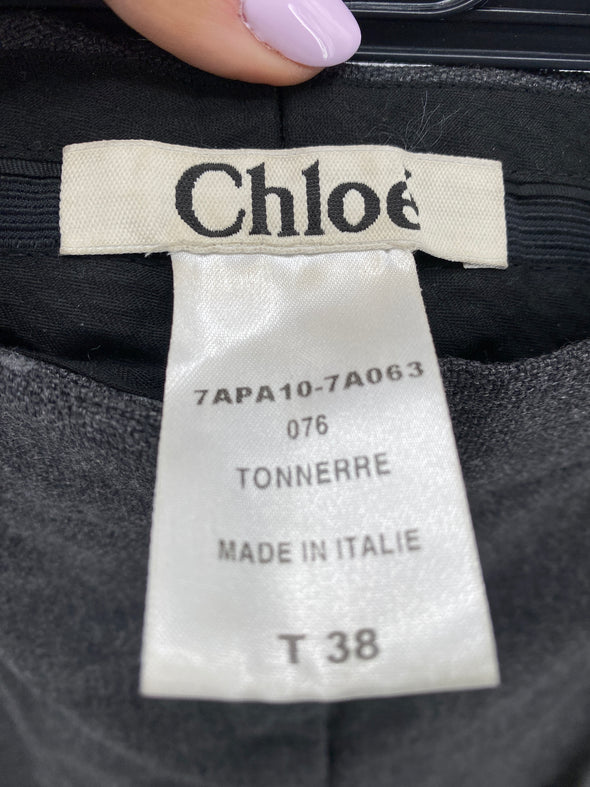 Chloé
7APA10-7A063
076
TONNERRE
MADE IN ITALIE
T 38